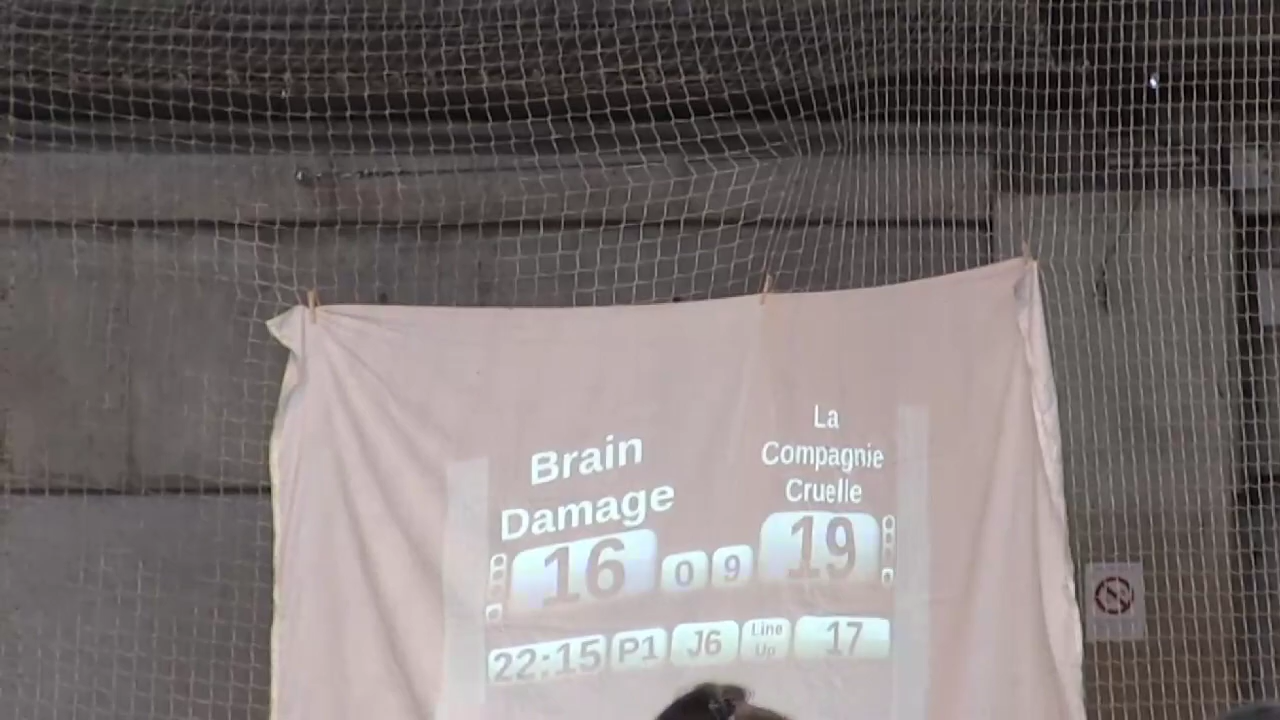 Brain
Damage
La
Compagnie
Cruelle
16 0 9 19
22:15 P1 J6 Line Up 17